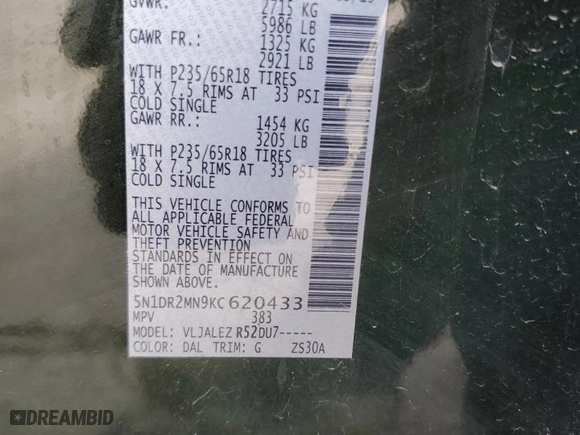 GVWR: 2715 KG
5986 LB
GAWR FR.: 1325 KG
2921 LB
WITH P235/65R18 TIRES
18 X 7.5 RIMS AT 33 PSI
COLD SINGLE
GAWR RR.: 1454 KG
3205 LB
WITH P235/65R18 TIRES
18 X 7.5 RIMS AT 33 PSI
COLD SINGLE
THIS VEHICLE CONFORMS TO
ALL APPLICABLE FEDERAL
MOTOR VEHICLE SAFETY AND
THEFT PREVENTION
STANDARDS IN EFFECT ON
THE DATE OF MANUFACTURE
SHOWN ABOVE.
5N1DR2MN9KC620433
MPV 383
MODEL: VLJALEZ R52DU7-----
COLOR: DAL TRIM: G ZS30A
DREAMBID